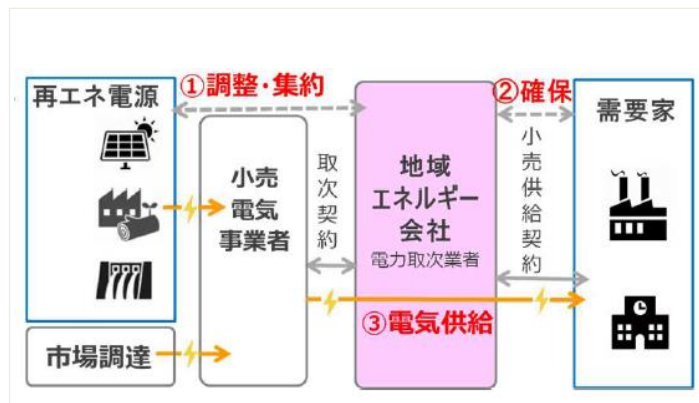 ①調整・集約
②確保
再エネ電源
小売
電気
事業者
取次契約
地域
エネルギー
会社
電力取次業者
小売供給契約
需要家
③電気供給
市場調達